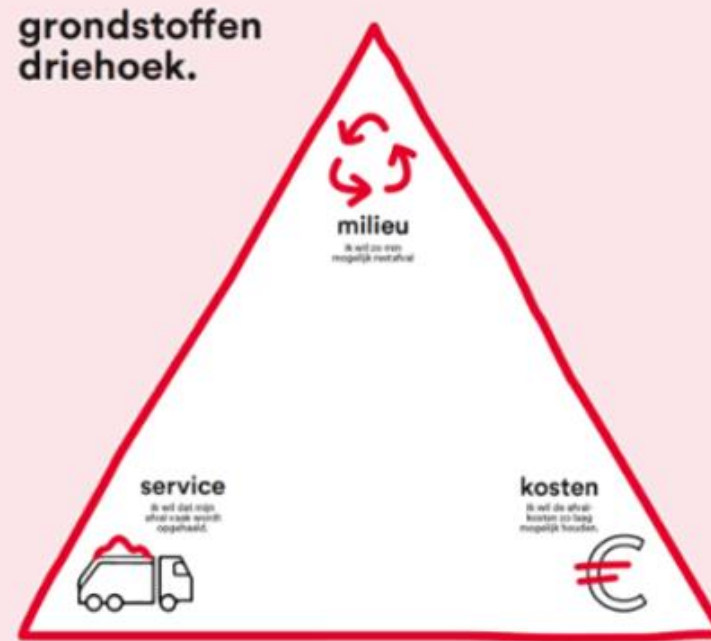 grondstoffen
driehoek.
milieu
ik wil zo min
mogelijk restafval
service
ik wil dat mijn
afval vaak wordt
opgehaald.
kosten
ik wil de afval-
kosten zo laag
mogelijk houden.
€